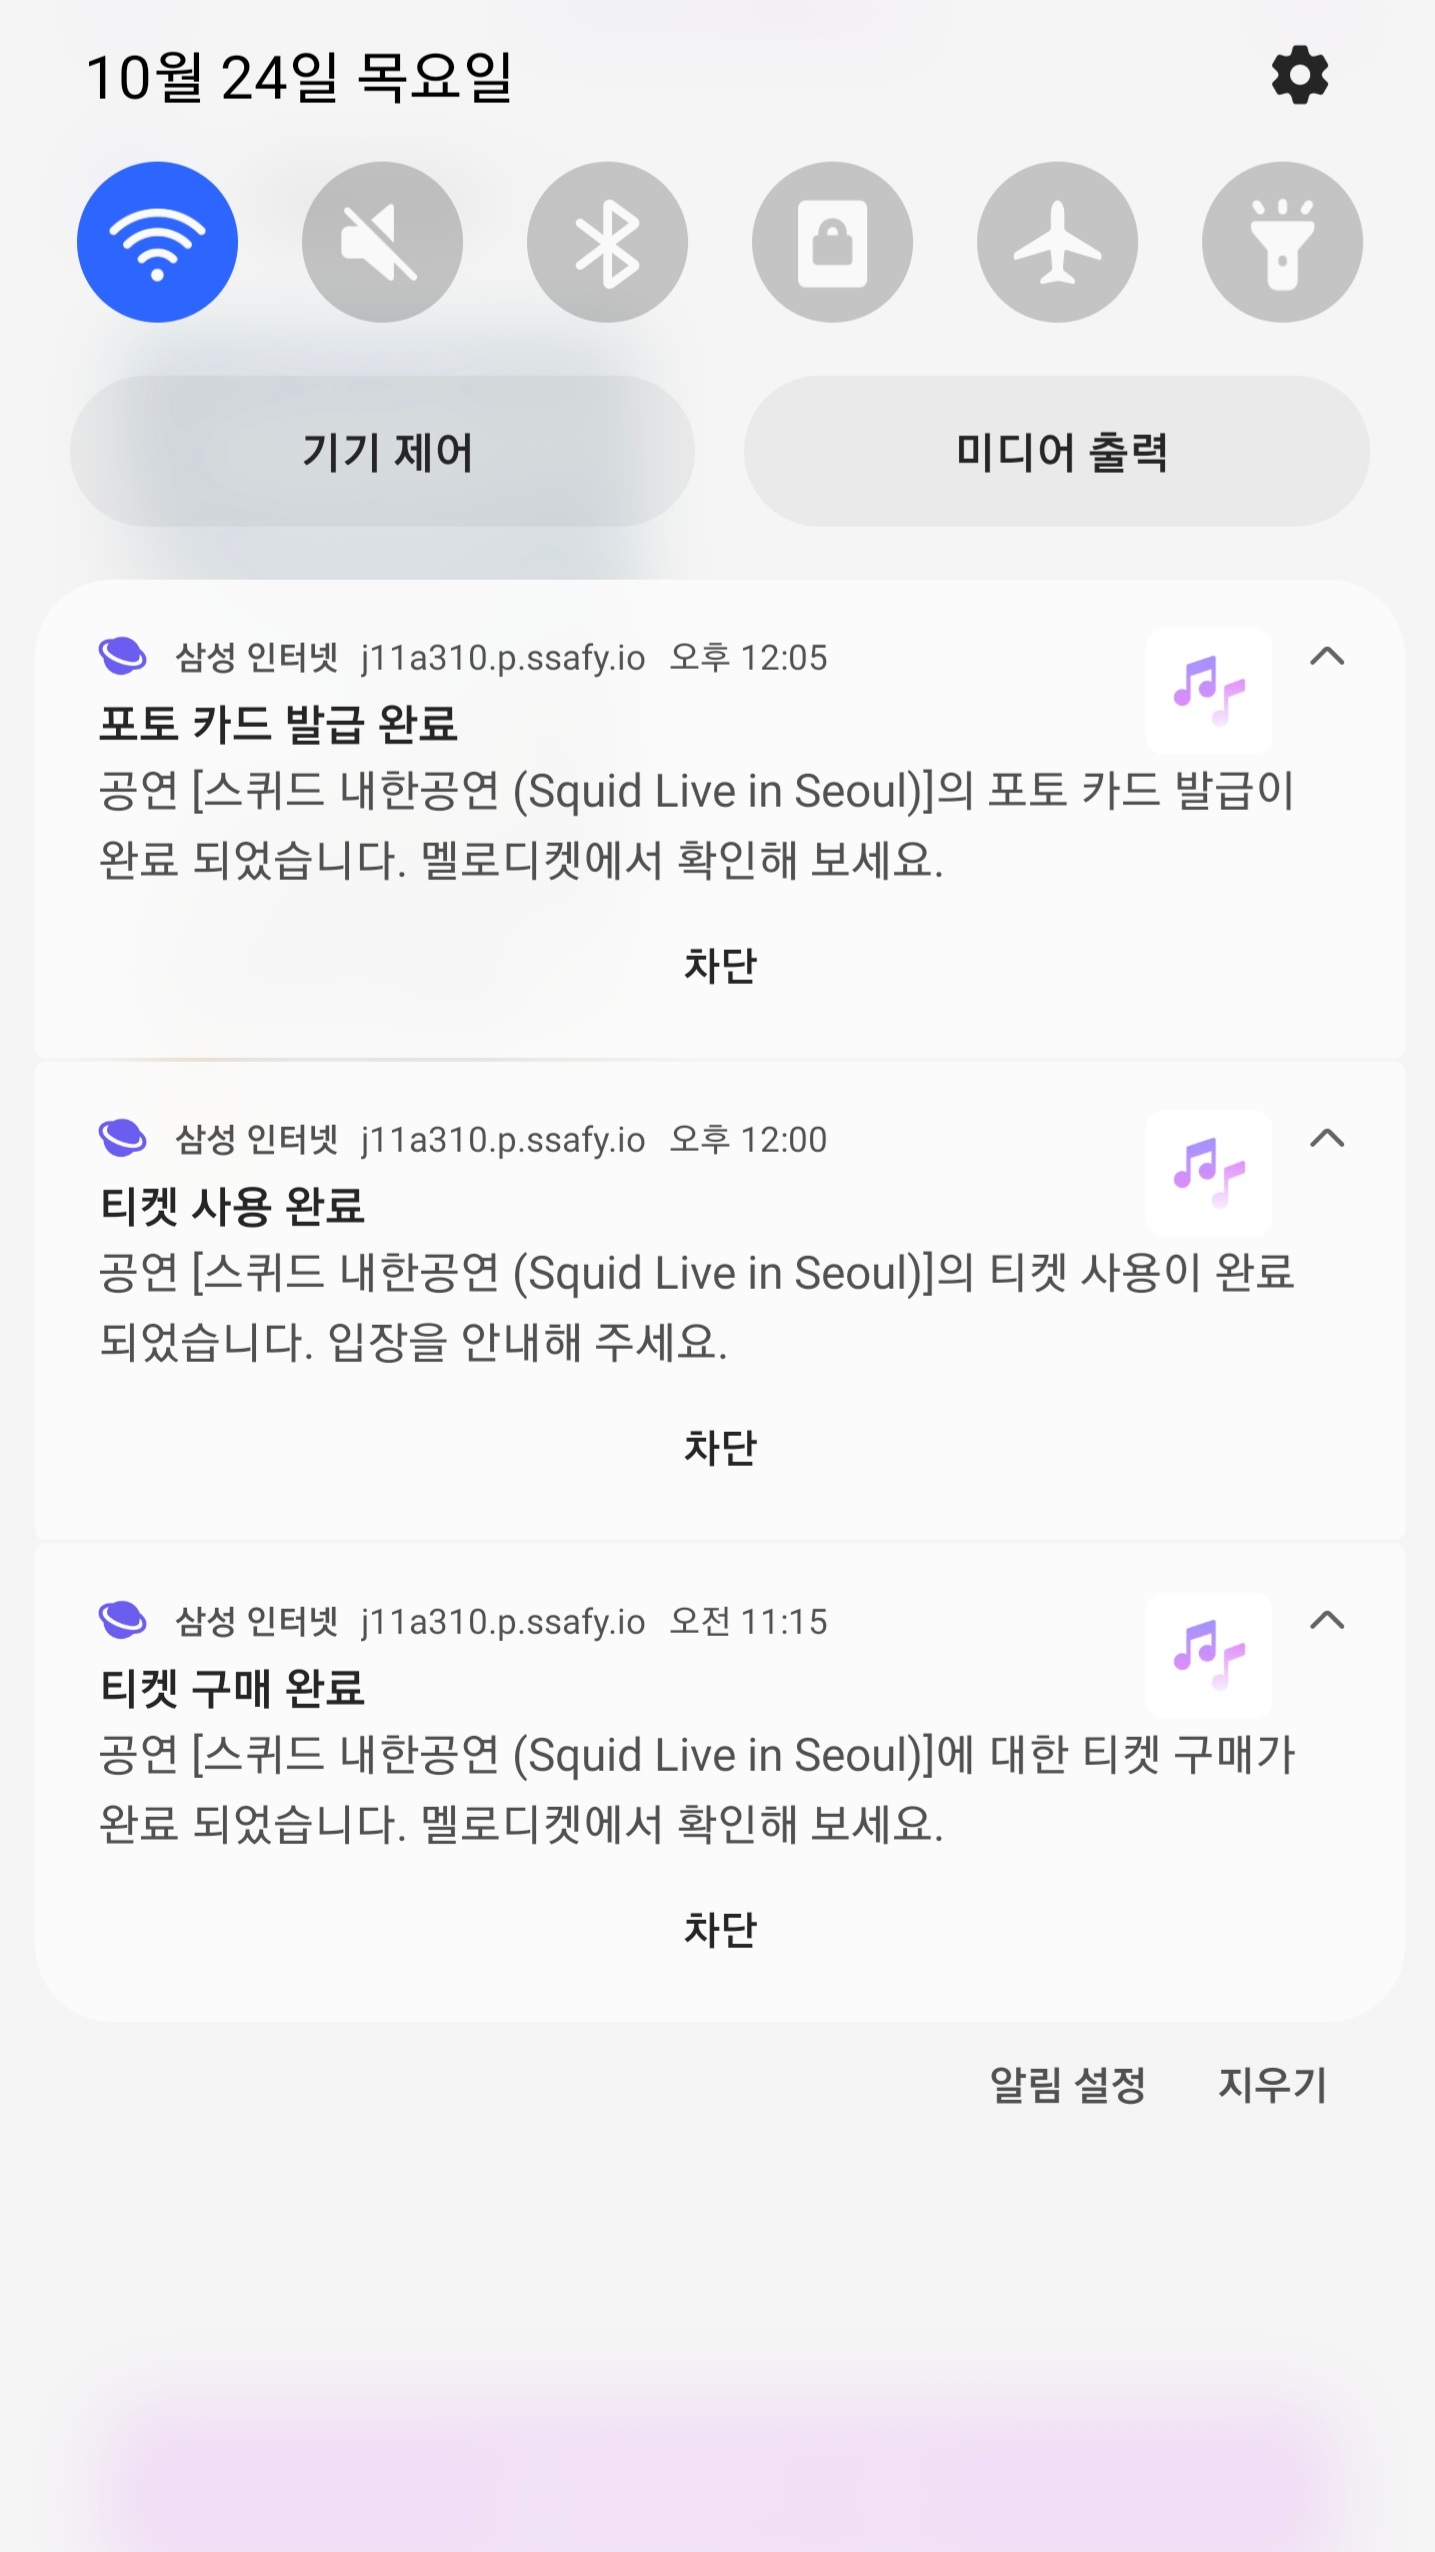 10월 24일 목요일
기기 제어
미디어 출력
삼성 인터넷 j11a310.p.ssafy.io 오후 12:05
포토 카드 발급 완료
공연 [스퀴드 내한공연 (Squid Live in Seoul)]의 포토 카드 발급이
완료 되었습니다. 멜로디켓에서 확인해 보세요.
차단
삼성 인터넷 j11a310.p.ssafy.io 오후 12:00
티켓 사용 완료
공연 [스퀴드 내한공연 (Squid Live in Seoul)]의 티켓 사용이 완료
되었습니다. 입장을 안내해 주세요.
차단
삼성 인터넷 j11a310.p.ssafy.io 오전 11:15
티켓 구매 완료
공연 [스퀴드 내한공연 (Squid Live in Seoul)]에 대한 티켓 구매가
완료 되었습니다. 멜로디켓에서 확인해 보세요.
차단
알림 설정 지우기